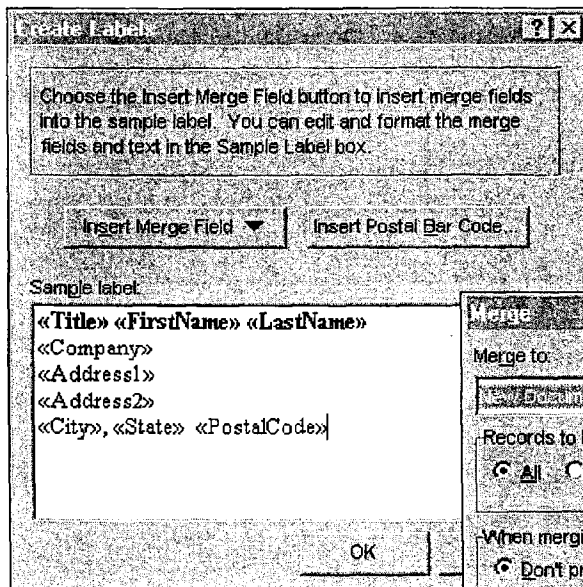 Create Labels
? X
Choose the Insert Merge Field button to insert merge fields
into the sample label. You can edit and format the merge
fields and text in the Sample Label box.
Insert Merge Field ▼ Insert Postal Bar Code...
Sample label:
«Title» «FirstName» «LastName»
«Company»
«Address1»
«Address2»
«City», «State» «PostalCode»
OK
Merge
Merge to:
New Docum
Records to
All
When mergi
Don't pr